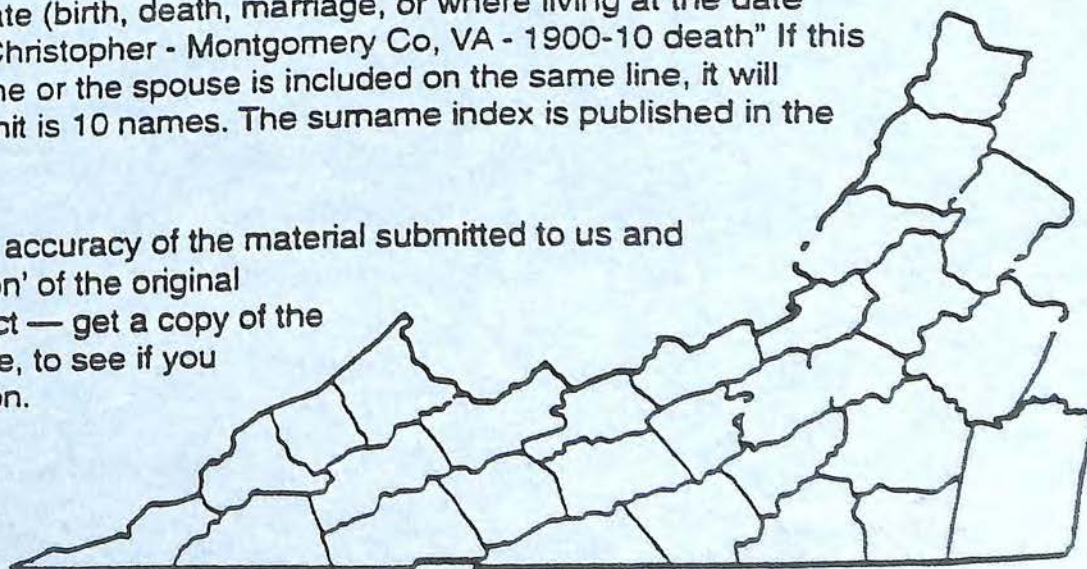 ate (birth, death, marriage, or where living at the date
Christopher - Montgomery Co, VA - 1900-10 death" If this
ne or the spouse is included on the same line, it will
nit is 10 names. The surname index is published in the
accuracy of the material submitted to us and
on' of the original
ct — get a copy of the
e, to see if you
on.